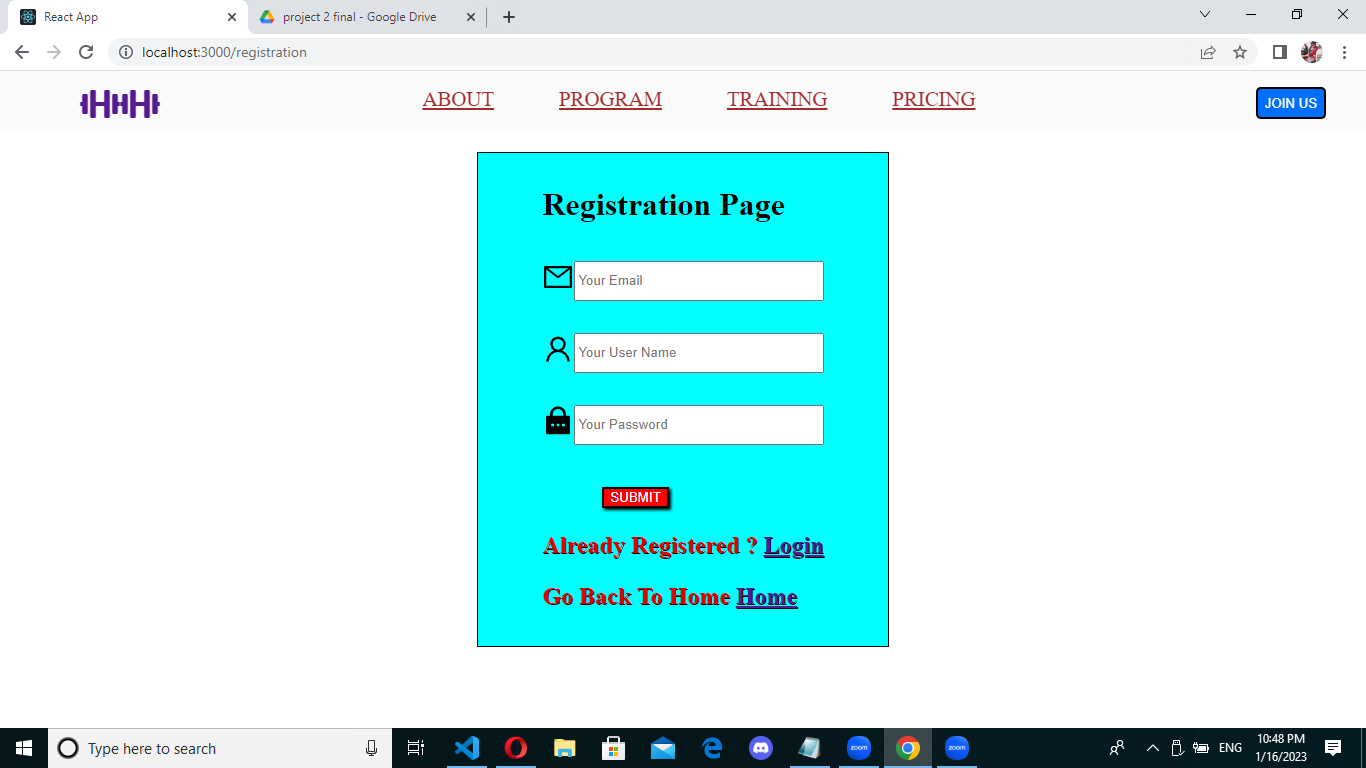 React App
project 2 final - Google Drive
localhost:3000/registration
ABOUT
PROGRAM
TRAINING
PRICING
JOIN US
Registration Page
Your Email
Your User Name
Your Password
SUBMIT
Already Registered ? Login
Go Back To Home Home
Type here to search
zoom
zoom
ENG
10:48 PM
1/16/2023